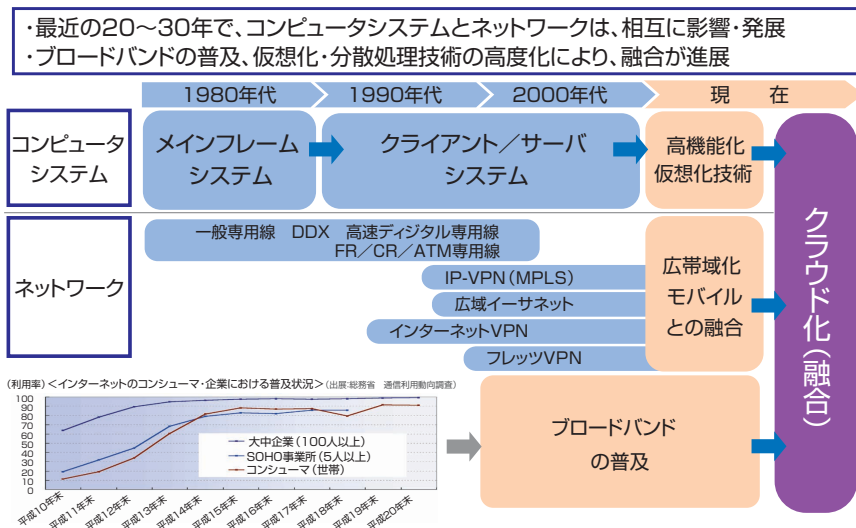 ・最近の20〜30年で、コンピュータシステムとネットワークは、相互に影響・発展
・ブロードバンドの普及、仮想化・分散処理技術の高度化により、融合が進展
1980年代
1990年代
2000年代
現 在
コンピュータ
システム
メインフレーム
システム
クライアント／サーバ
システム
高機能化
仮想化技術
クラウド化（融合）
ネットワーク
一般専用線 DDX 高速ディジタル専用線
FR／CR／ATM専用線
IP-VPN（MPLS）
広域イーサネット
インターネットVPN
フレッツVPN
広帯域化
モバイル
との融合
（利用率）＜インターネットのコンシューマ・企業における普及状況＞（出展：総務省 通信利用動向調査）
100
90
80
70
60
50
40
30
20
10
0
大中企業（100人以上）
SOHO事業所（5人以上）
コンシューマ（世帯）
平成10年末
平成11年末
平成12年末
平成13年末
平成14年末
平成15年末
平成16年末
平成17年末
平成18年末
平成19年末
平成20年末
ブロードバンド
の普及